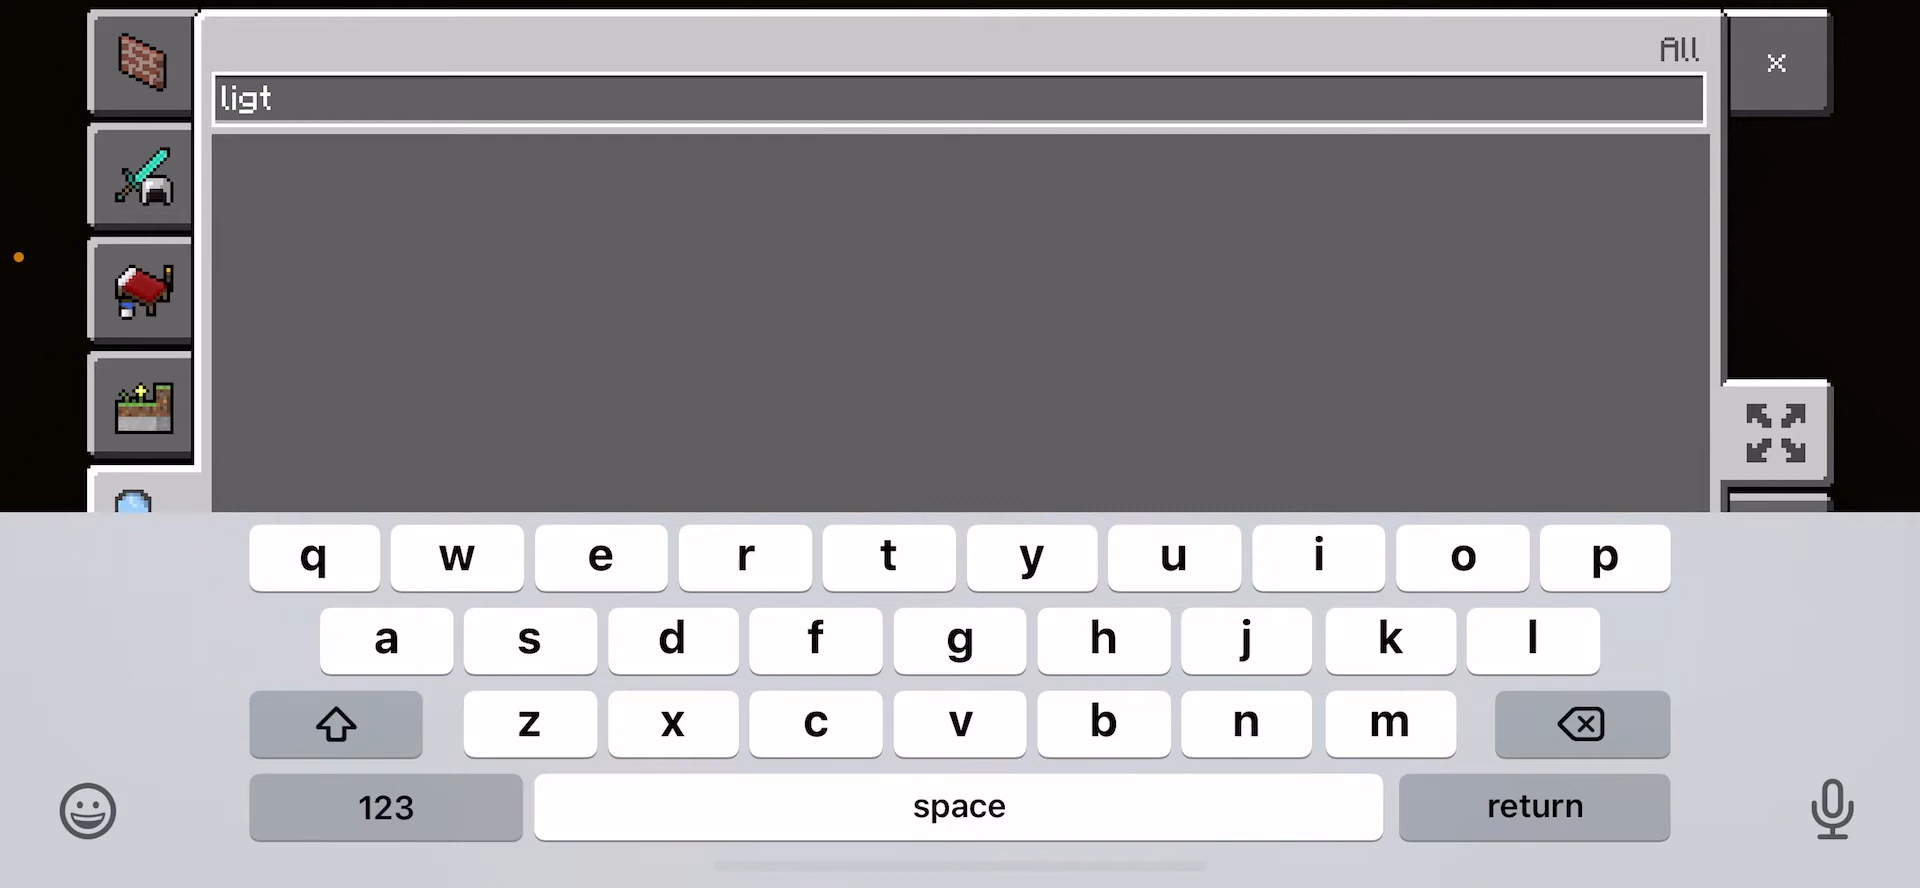 All
×
ligt
q w e r t y u i o p
a s d f g h j k l
z x c v b n m
123 space return